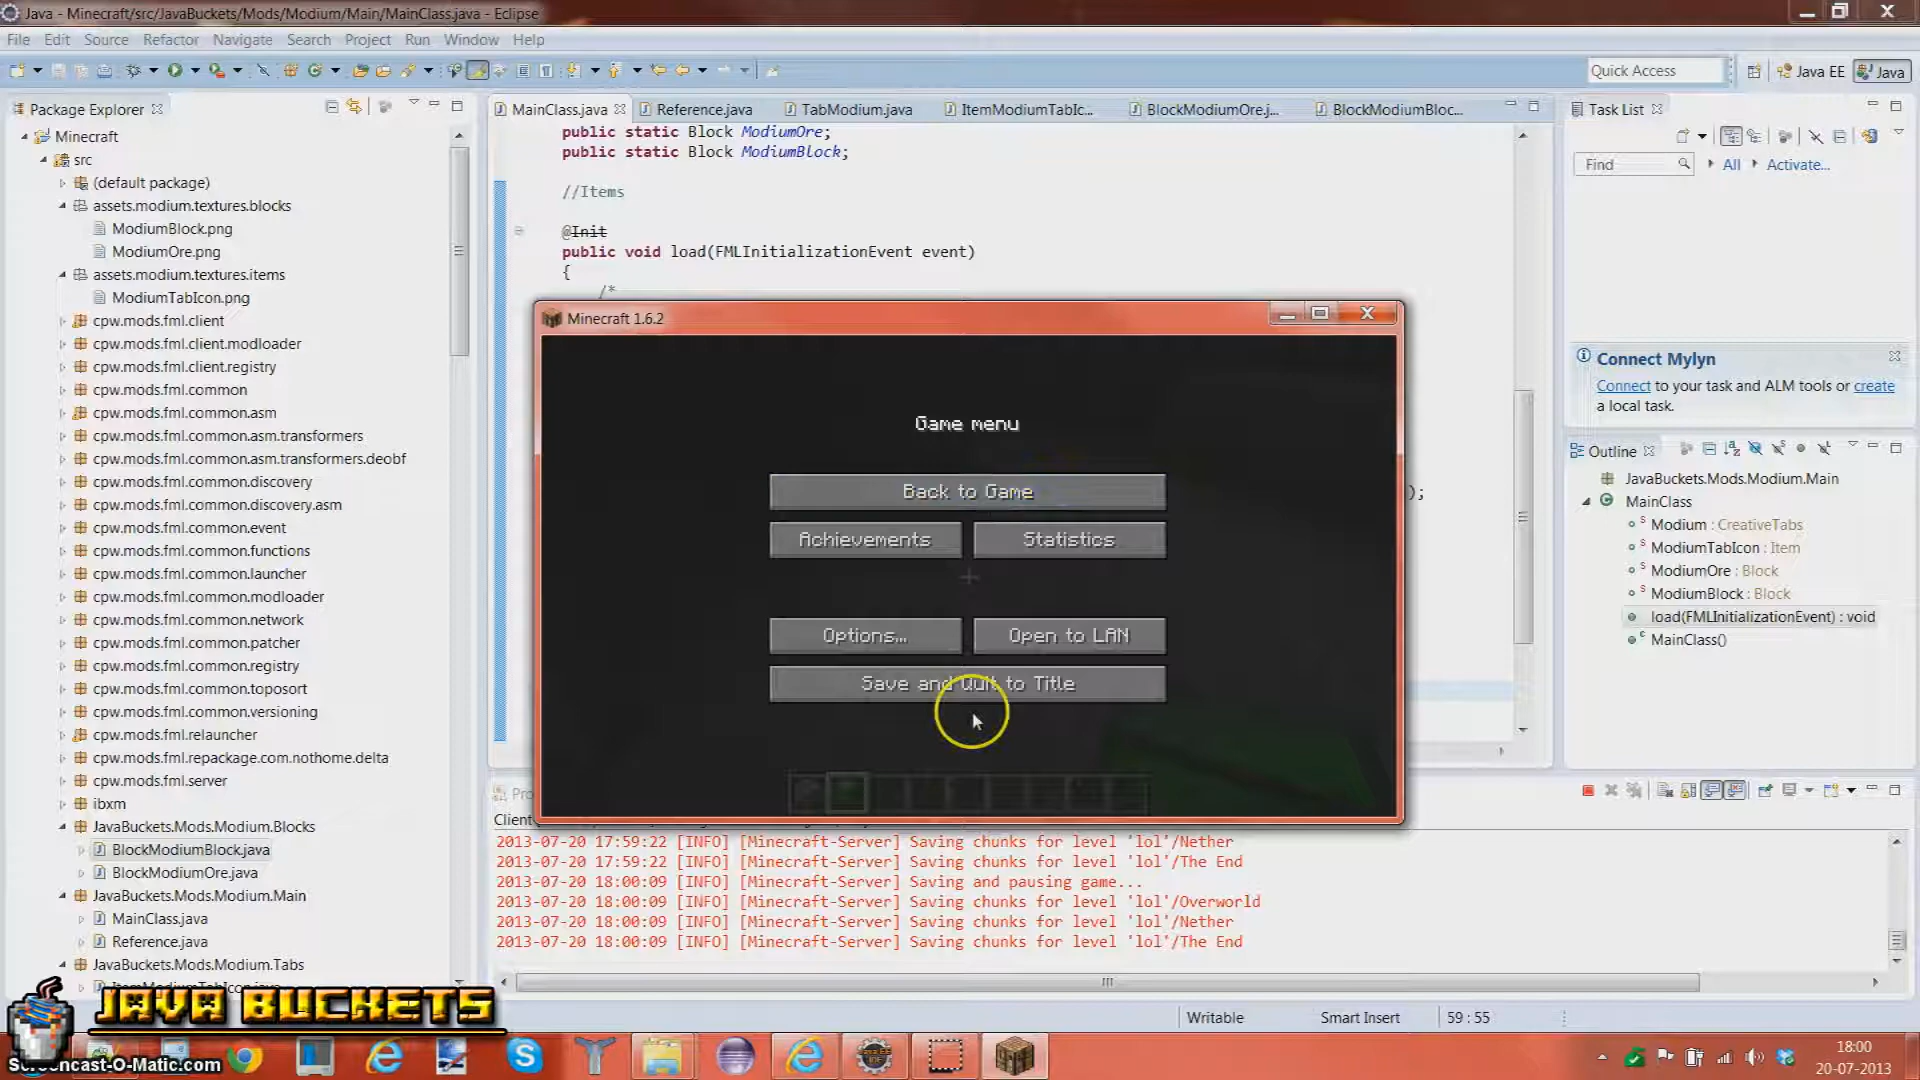 Java - Minecraft/src/JavaBuckets/Mods/Modium/Main/MainClass.java - Eclipse
File Edit Source Refactor Navigate Search Project Run Window Help
Quick Access
Java EE
Java
Package Explorer
Minecraft
src
(default package)
assets.modium.textures.blocks
ModiumBlock.png
ModiumOre.png
assets.modium.textures.items
ModiumTabIcon.png
cpw.mods.fml.client
cpw.mods.fml.client.modloader
cpw.mods.fml.client.registry
cpw.mods.fml.common
cpw.mods.fml.common.asm
cpw.mods.fml.common.asm.transformers
cpw.mods.fml.common.asm.transformers.deobf
cpw.mods.fml.common.discovery
cpw.mods.fml.common.discovery.asm
cpw.mods.fml.common.event
cpw.mods.fml.common.functions
cpw.mods.fml.common.launcher
cpw.mods.fml.common.modloader
cpw.mods.fml.common.network
cpw.mods.fml.common.patcher
cpw.mods.fml.common.registry
cpw.mods.fml.common.toposort
cpw.mods.fml.common.versioning
cpw.mods.fml.relauncher
cpw.mods.fml.repackage.com.nothome.delta
cpw.mods.fml.server
ibxm
JavaBuckets.Mods.Modium.Blocks
BlockModiumBlock.java
BlockModiumOre.java
JavaBuckets.Mods.Modium.Main
MainClass.java
Reference.java
JavaBuckets.Mods.Modium.Tabs
MainClass.java Reference.java TabModium.java ItemModiumTabIc... BlockModiumOre.j... BlockModiumBloc...
public static Block ModiumOre;
public static Block ModiumBlock;
//Items
@Init
public void load(FMLInitializationEvent event)
{
/*
);
Minecraft 1.6.2
Game menu
Back to Game
Achievements Statistics
Options... Open to LAN
Save and Quit to Title
Client
2013-07-20 17:59:22 [INFO] [Minecraft-Server] Saving chunks for level 'lol'/Nether
2013-07-20 17:59:22 [INFO] [Minecraft-Server] Saving chunks for level 'lol'/The End
2013-07-20 18:00:09 [INFO] [Minecraft-Server] Saving and pausing game...
2013-07-20 18:00:09 [INFO] [Minecraft-Server] Saving chunks for level 'lol'/Overworld
2013-07-20 18:00:09 [INFO] [Minecraft-Server] Saving chunks for level 'lol'/Nether
2013-07-20 18:00:09 [INFO] [Minecraft-Server] Saving chunks for level 'lol'/The End
Task List
Find All Activate...
Connect Mylyn
Connect to your task and ALM tools or create
a local task.
Outline
JavaBuckets.Mods.Modium.Main
MainClass
Modium : CreativeTabs
ModiumTabIcon : Item
ModiumOre : Block
ModiumBlock : Block
load(FMLInitializationEvent) : void
MainClass()
Writable Smart Insert 59 : 55
JAVA BUCKETS
Screencast-O-Matic.com
18:00
20-07-2013